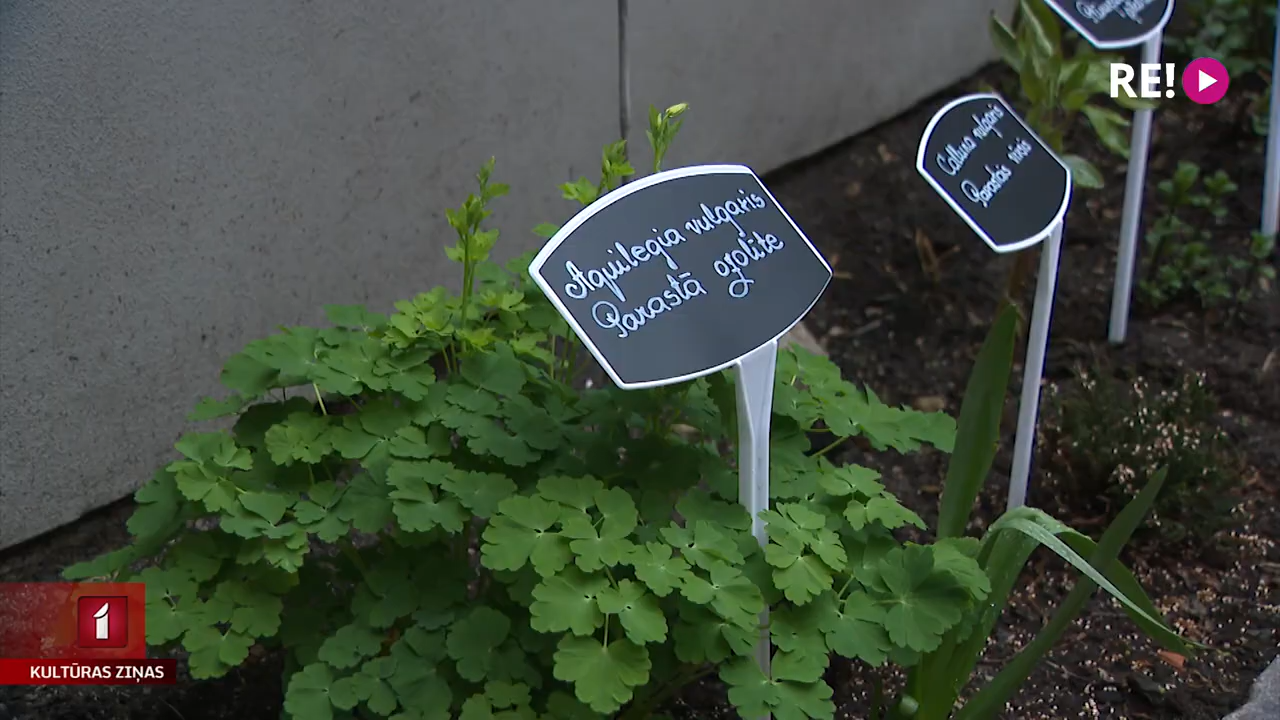 RE!
Calluna vulgaris
Parastais virsis
Aquilegia vulgaris
Parastā ozolīte
1
KULTŪRAS ZIŅAS